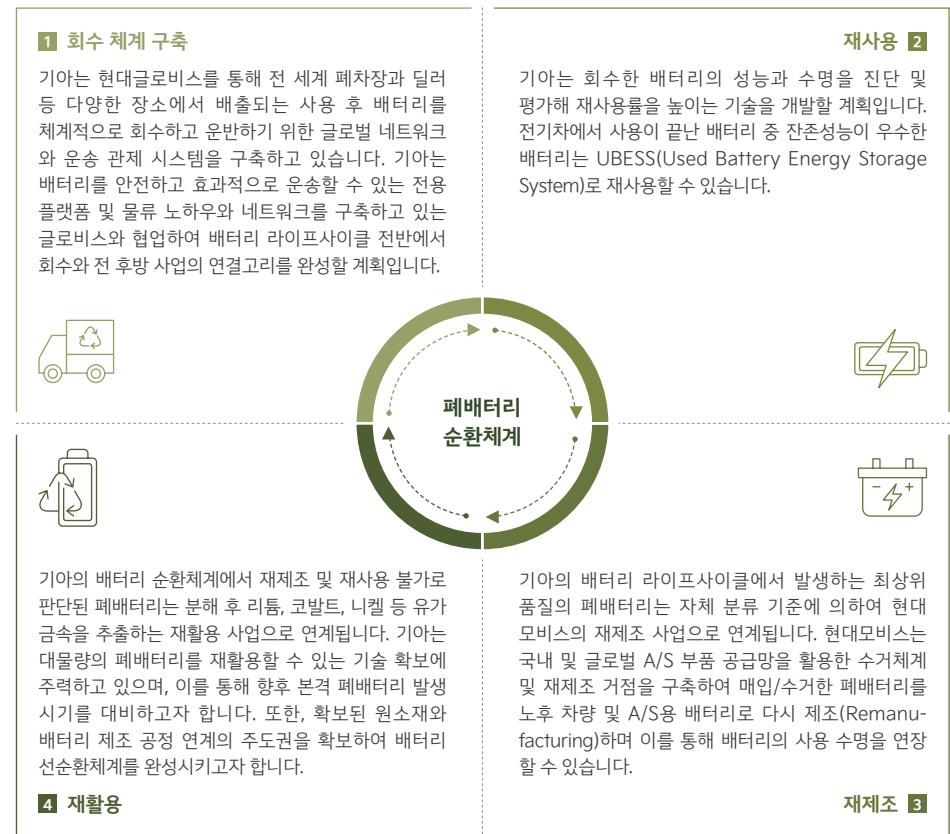 1 회수 체계 구축
기아는 현대글로비스를 통해 전 세계 폐차장과 딜러
등 다양한 장소에서 배출되는 사용 후 배터리를
체계적으로 회수하고 운반하기 위한 글로벌 네트워크
와 운송 관제 시스템을 구축하고 있습니다. 기아는
배터리를 안전하고 효과적으로 운송할 수 있는 전용
플랫폼 및 물류 노하우와 네트워크를 구축하고 있는
글로비스와 협업하여 배터리 라이프사이클 전반에서
회수와 전 후방 사업의 연결고리를 완성할 계획입니다.
재사용 2
기아는 회수한 배터리의 성능과 수명을 진단 및
평가해 재사용률을 높이는 기술을 개발할 계획입니다.
전기차에서 사용이 끝난 배터리 중 잔존성능이 우수한
배터리는 UBESS(Used Battery Energy Storage
System)로 재사용할 수 있습니다.
폐배터리
순환체계
기아의 배터리 라이프사이클에서 발생하는 최상위
품질의 폐배터리는 자체 분류 기준에 의하여 현대
모비스의 재제조 사업으로 연계됩니다. 현대모비스는
국내 및 글로벌 A/S 부품 공급망을 활용한 수거체계
및 재제조 거점을 구축하여 매입/수거한 폐배터리를
노후 차량 및 A/S용 배터리로 다시 제조(Remanu-
facturing)하며 이를 통해 배터리의 사용 수명을 연장
할 수 있습니다.
재제조 3
기아의 배터리 순환체계에서 재제조 및 재사용 불가로
판단된 폐배터리는 분해 후 리튬, 코발트, 니켈 등 유가
금속을 추출하는 재활용 사업으로 연계됩니다. 기아는
대물량의 폐배터리를 재활용할 수 있는 기술 확보에
주력하고 있으며, 이를 통해 향후 본격 폐배터리 발생
시기를 대비하고자 합니다. 또한, 확보된 원소재와
배터리 제조 공정 연계의 주도권을 확보하여 배터리
선순환체계를 완성시키고자 합니다.
4 재활용